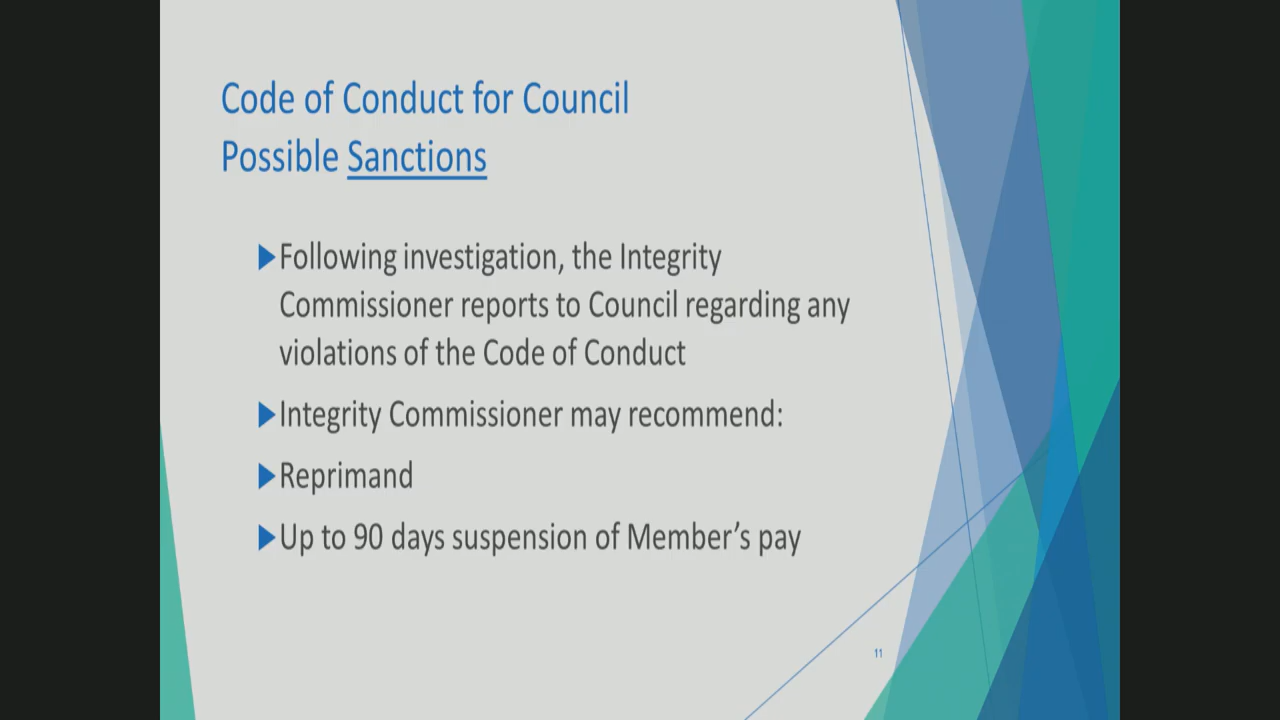 Code of Conduct for Council
Possible Sanctions
Following investigation, the Integrity
Commissioner reports to Council regarding any
violations of the Code of Conduct
Integrity Commissioner may recommend:
Reprimand
Up to 90 days suspension of Member’s pay
11